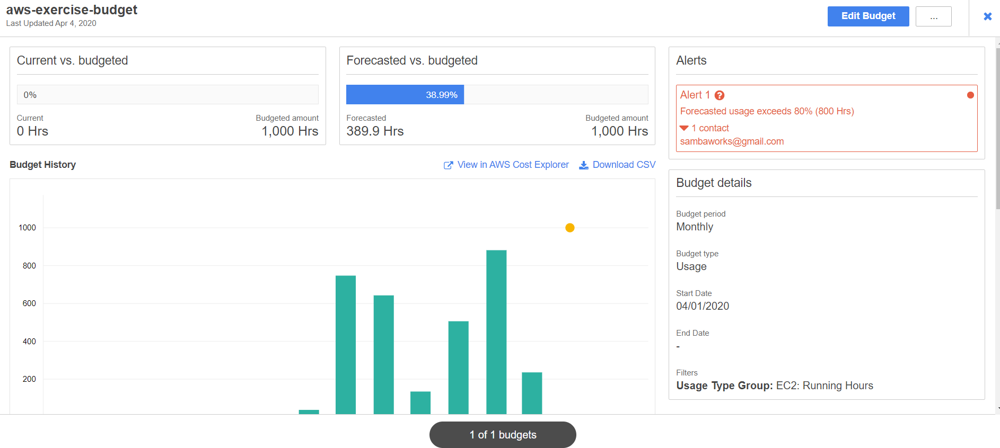 aws-exercise-budget
Last Updated Apr 4, 2020
Edit Budget
...
Current vs. budgeted
0%
Current
Budgeted amount
0 Hrs
1,000 Hrs
Forecasted vs. budgeted
38.99%
Forecasted
Budgeted amount
389.9 Hrs
1,000 Hrs
Alerts
Alert 1 ?
Forecasted usage exceeds 80% (800 Hrs)
1 contact
sambaworks@gmail.com
Budget History
View in AWS Cost Explorer
Download CSV
1000
800
600
400
200
Budget details
Budget period
Monthly
Budget type
Usage
Start Date
04/01/2020
End Date
-
Filters
Usage Type Group: EC2: Running Hours
1 of 1 budgets